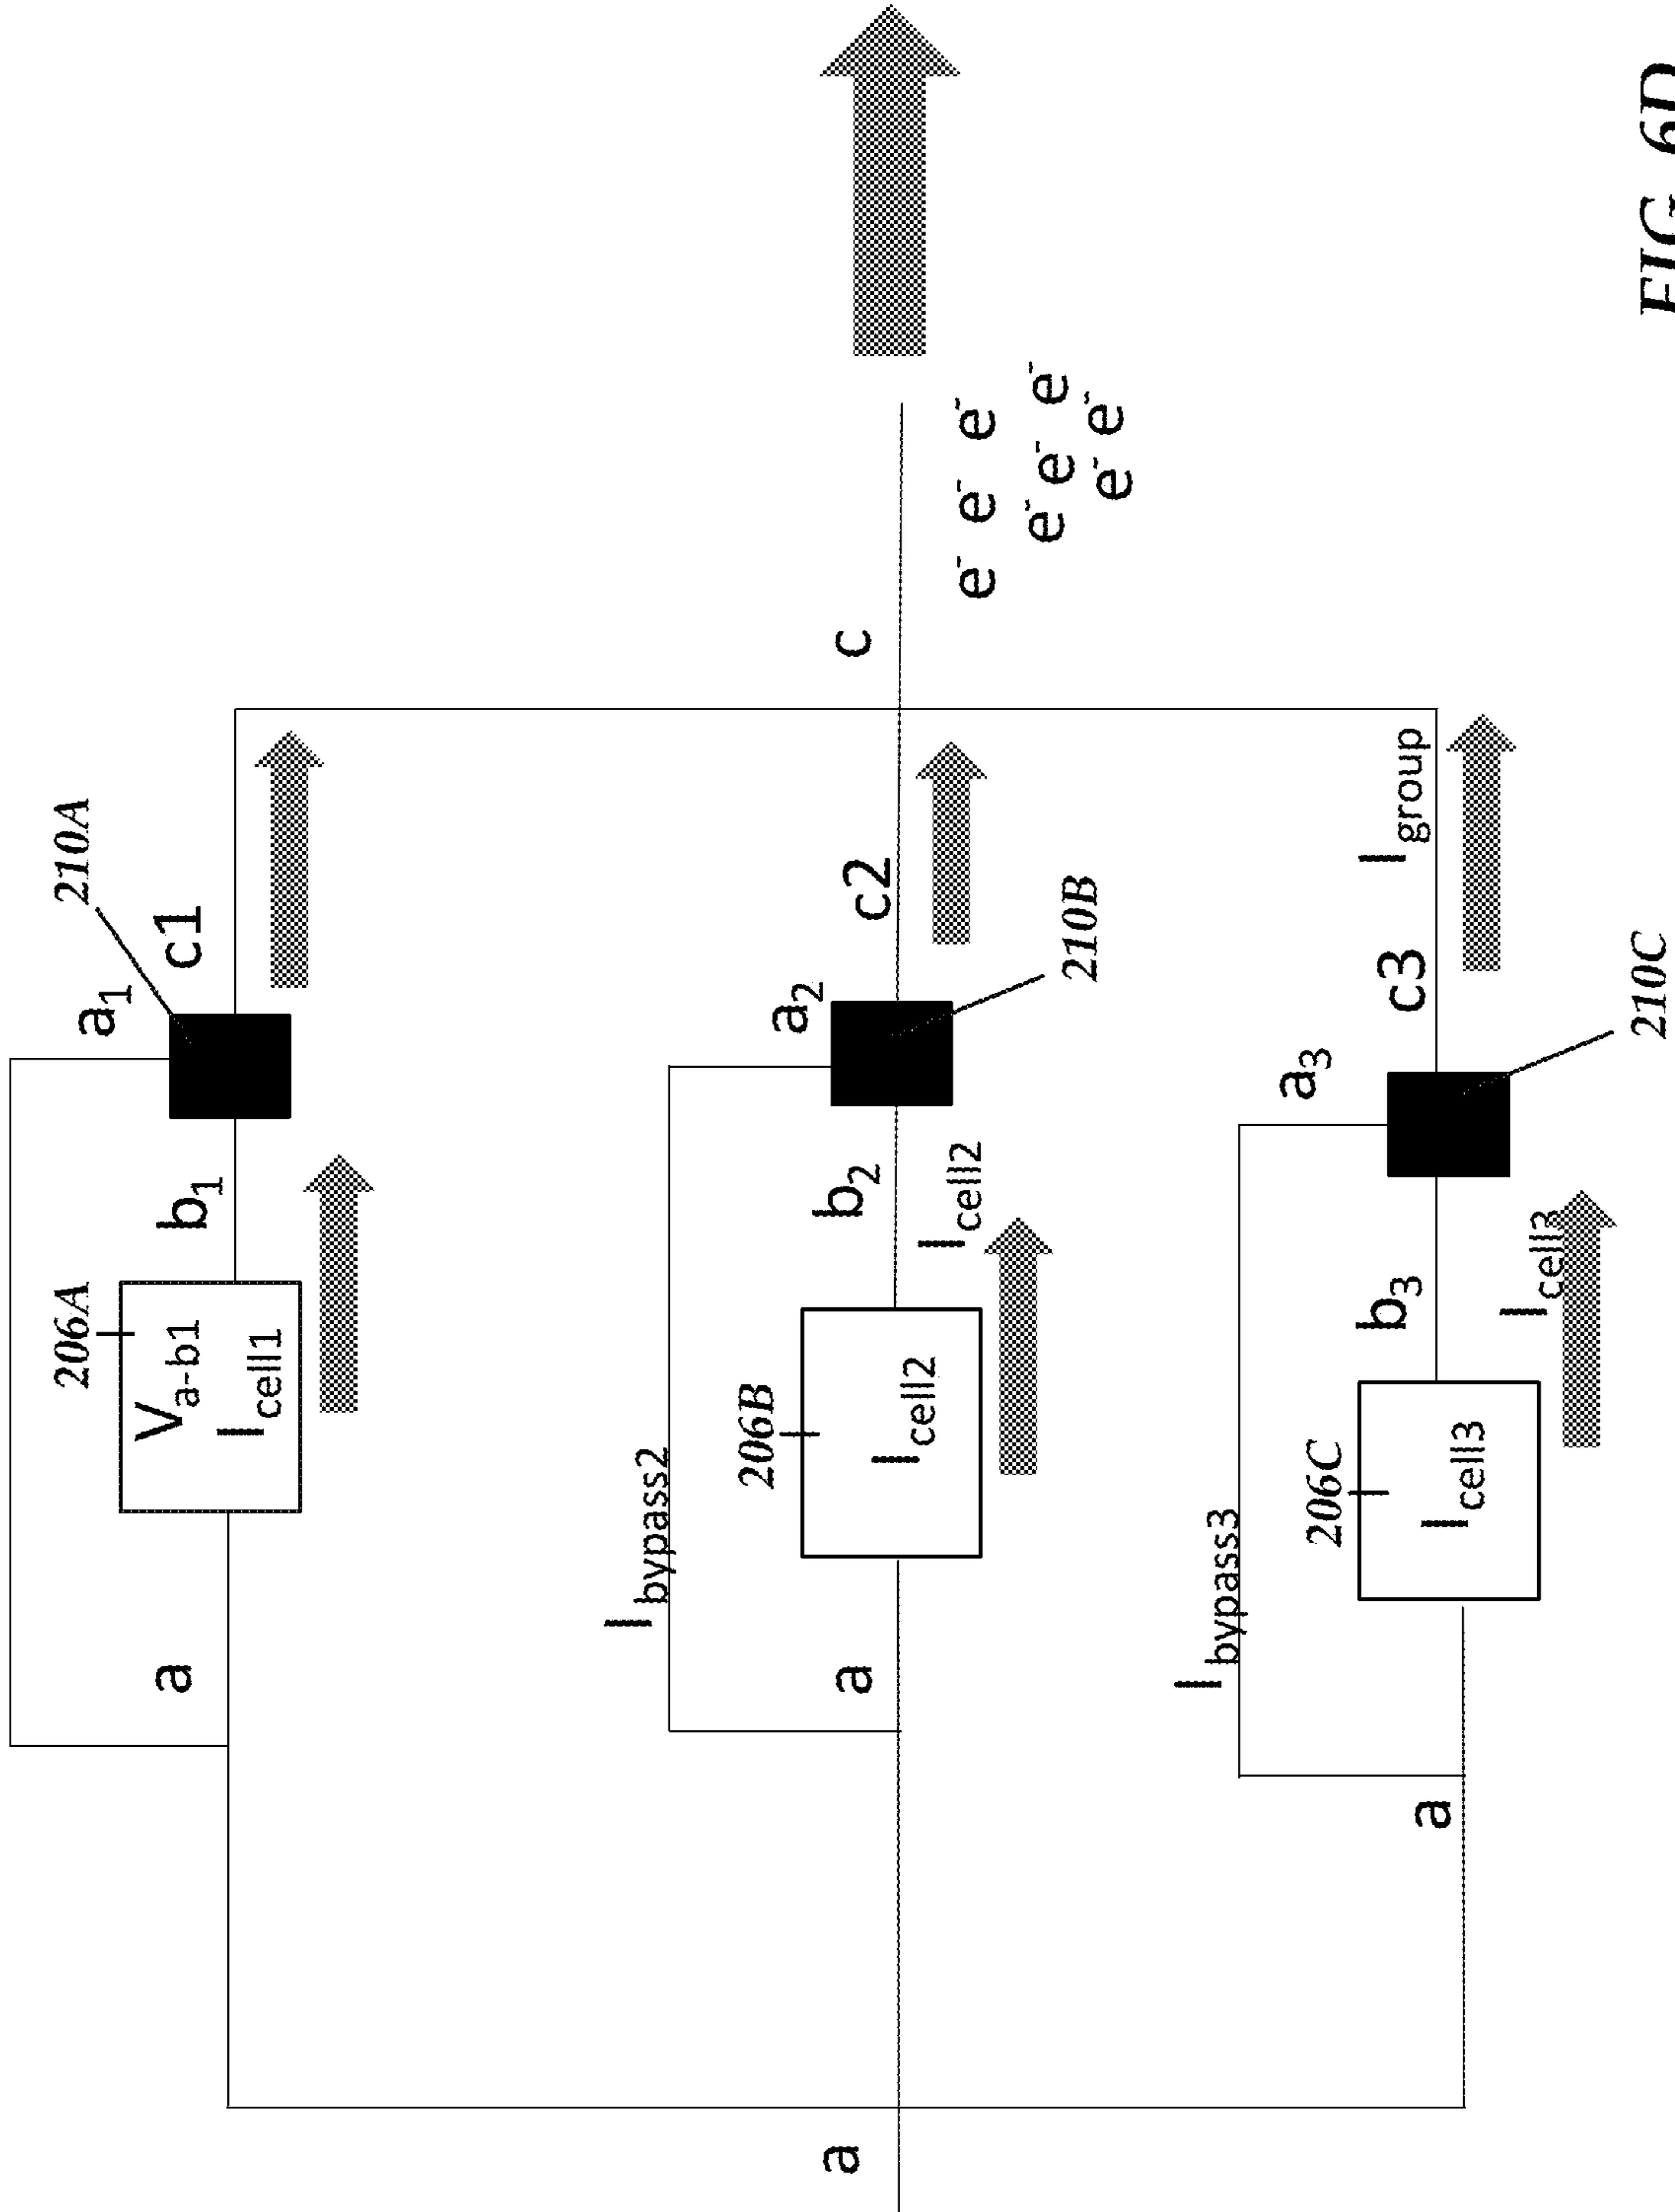 210A
a1
c1
b1
206A
Va-b1
Icell1
a
c
e- e- e-
e- e- e-
e- e-
a2
c2
210B
b2
Icell2
206B
Icell2
Ibypass2
a
a
Igroup
a3
c3
210C
b3
Icell3
206C
Icell3
Ibypass3
a
FIG. 6D